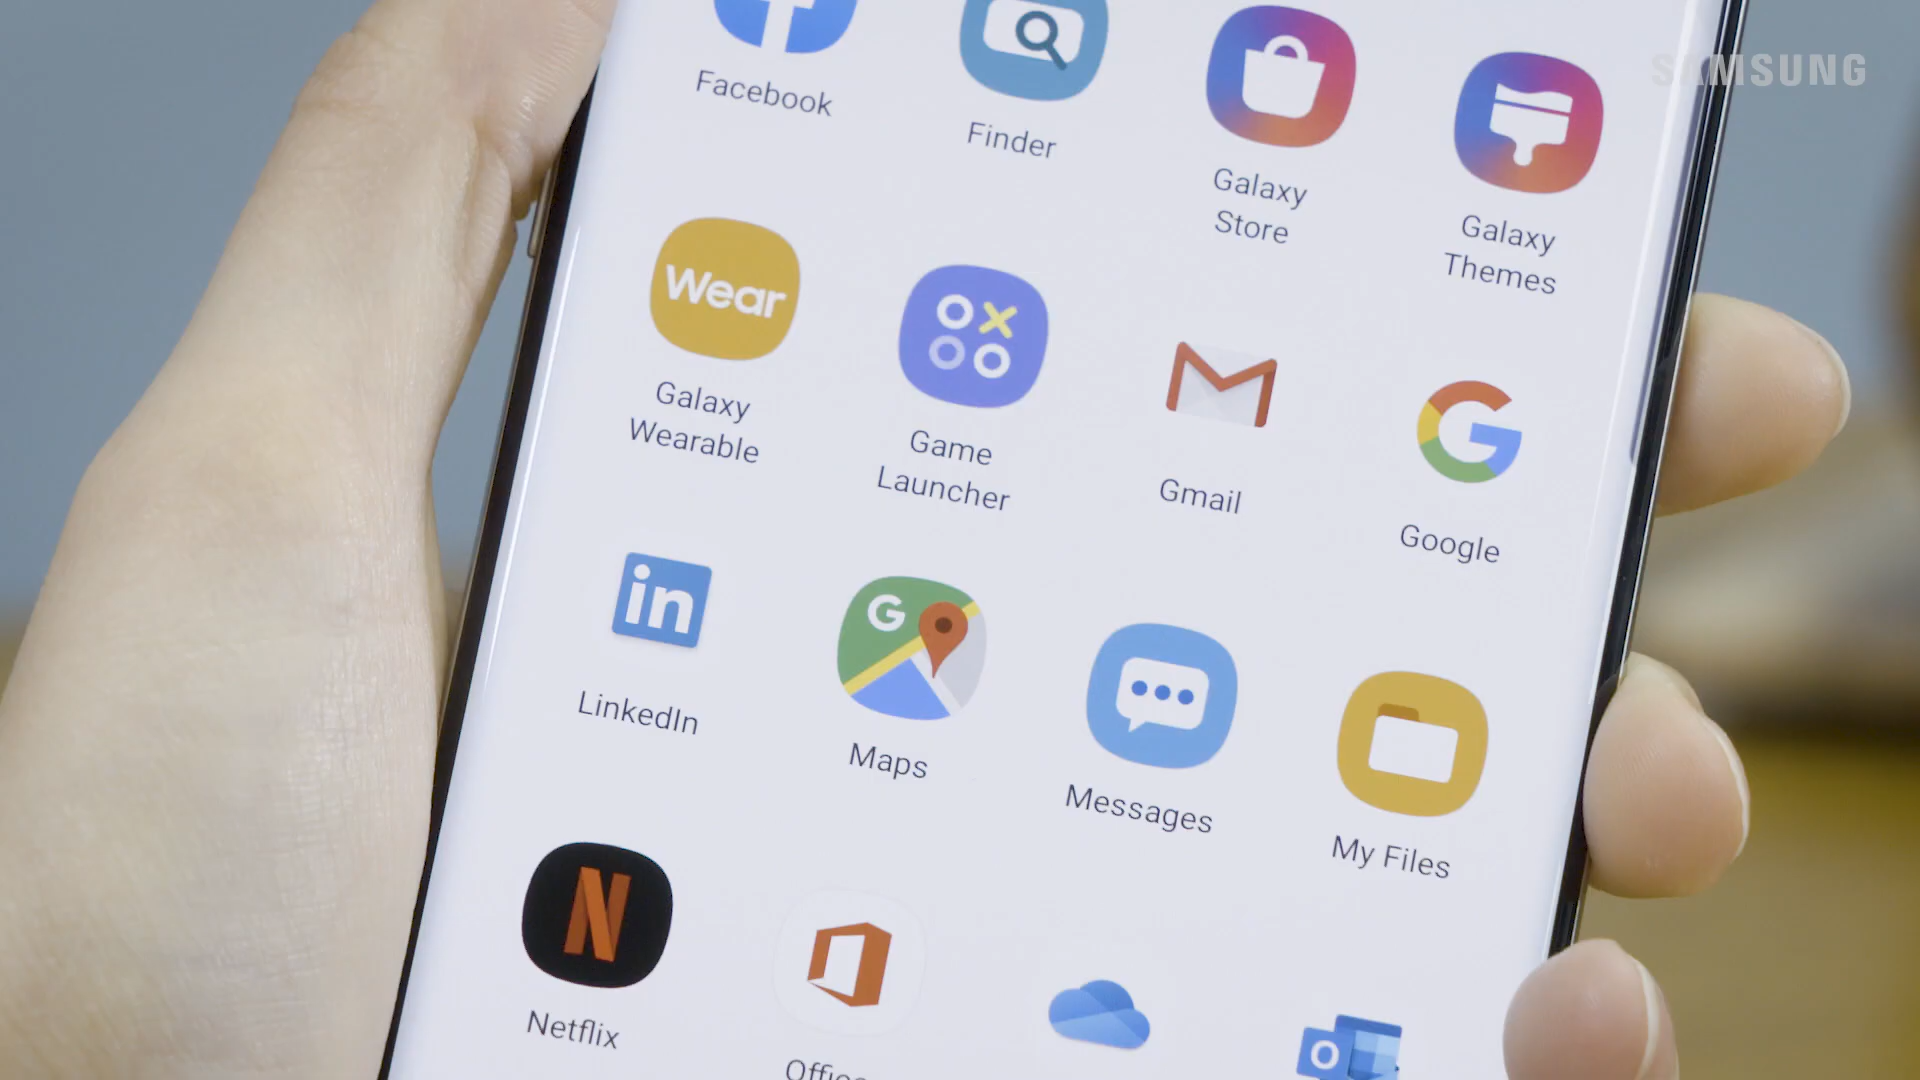 SAMSUNG
Facebook
Finder
Galaxy
Store
Galaxy
Themes
Wear
Galaxy
Wearable
Game
Launcher
Gmail
G
Google
in
LinkedIn
G
Maps
Messages
My Files
N
Netflix
Office
O